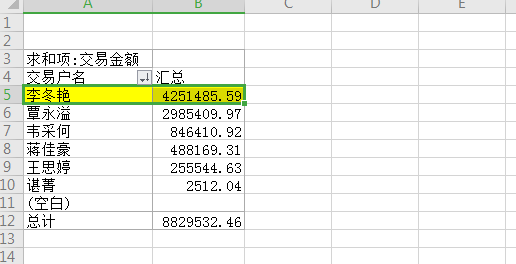 A B C D E
1
2
3 求和项:交易金额
4 交易户名 汇总
5 李冬艳 4251485.59
6 覃永溢 2985409.97
7 韦采何 846410.92
8 蒋佳豪 488169.31
9 王思婷 255544.63
10 谌菁 2512.04
11 (空白)
12 总计 8829532.46
13
14